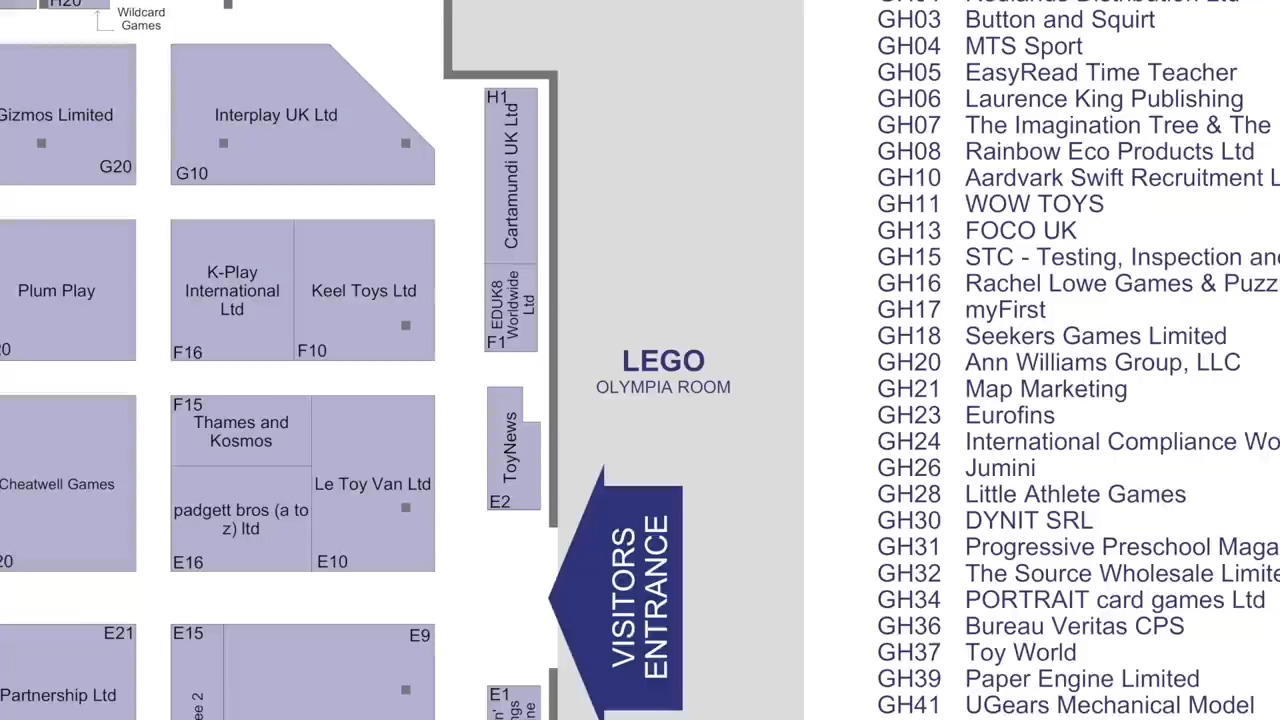 H20
Wildcard
Games
Gizmos Limited
G20
Interplay UK Ltd
G10
H1
Cartamundi UK Ltd
EDUK8
Worldwide
Ltd
F1
Plum Play
K-Play
International
Ltd
F16
Keel Toys Ltd
F10
LEGO
OLYMPIA ROOM
Cheatwell Games
F15
Thames and
Kosmos
padgett bros (a to
z) ltd
E16
Le Toy Van Ltd
E10
ToyNews
E2
VISITORS
ENTRANCE
E21
Partnership Ltd
E15
E9
E1
GH03 Button and Squirt
GH04 MTS Sport
GH05 EasyRead Time Teacher
GH06 Laurence King Publishing
GH07 The Imagination Tree & The
GH08 Rainbow Eco Products Ltd
GH10 Aardvark Swift Recruitment L
GH11 WOW TOYS
GH13 FOCO UK
GH15 STC - Testing, Inspection and
GH16 Rachel Lowe Games & Puzz
GH17 myFirst
GH18 Seekers Games Limited
GH20 Ann Williams Group, LLC
GH21 Map Marketing
GH23 Eurofins
GH24 International Compliance Wo
GH26 Jumini
GH28 Little Athlete Games
GH30 DYNIT SRL
GH31 Progressive Preschool Maga
GH32 The Source Wholesale Limite
GH34 PORTRAIT card games Ltd
GH36 Bureau Veritas CPS
GH37 Toy World
GH39 Paper Engine Limited
GH41 UGears Mechanical Model